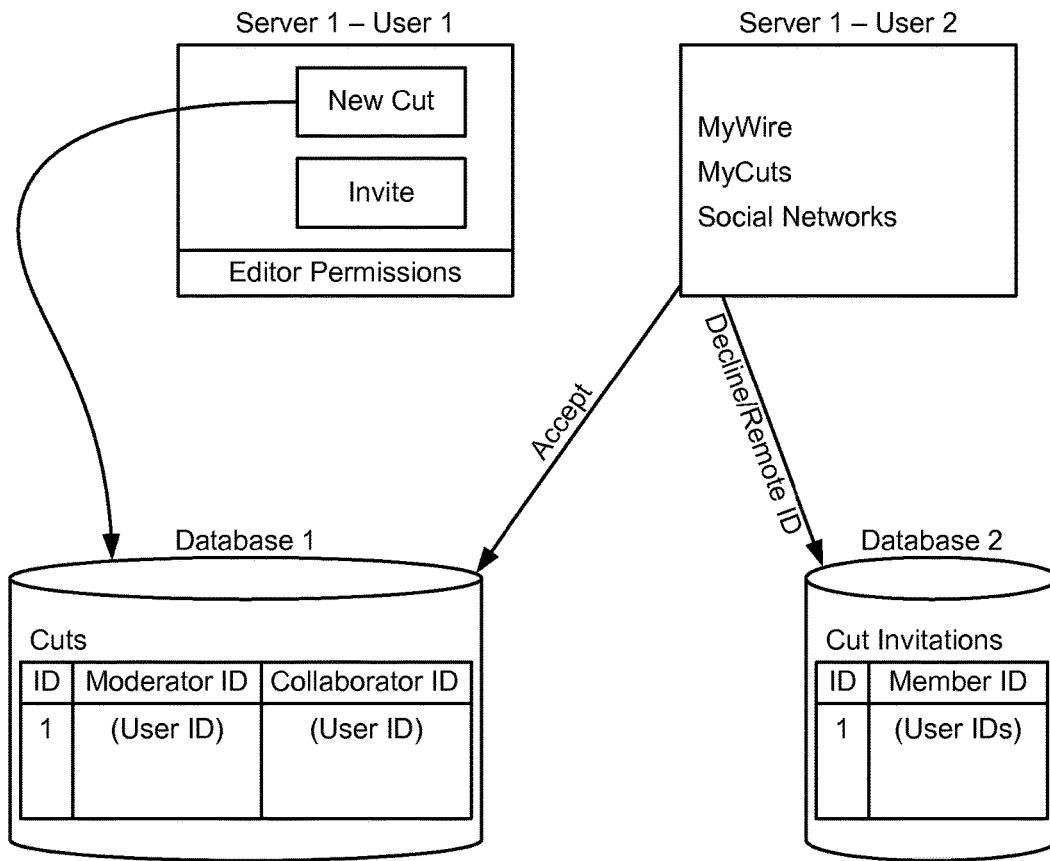 Server 1 – User 1
New Cut
Invite
Editor Permissions
Server 1 – User 2
MyWire
MyCuts
Social Networks
Accept
Decline/Remote ID
Database 1
Cuts
ID Moderator ID Collaborator ID
1 (User ID) (User ID)
Database 2
Cut Invitations
ID Member ID
1 (User IDs)